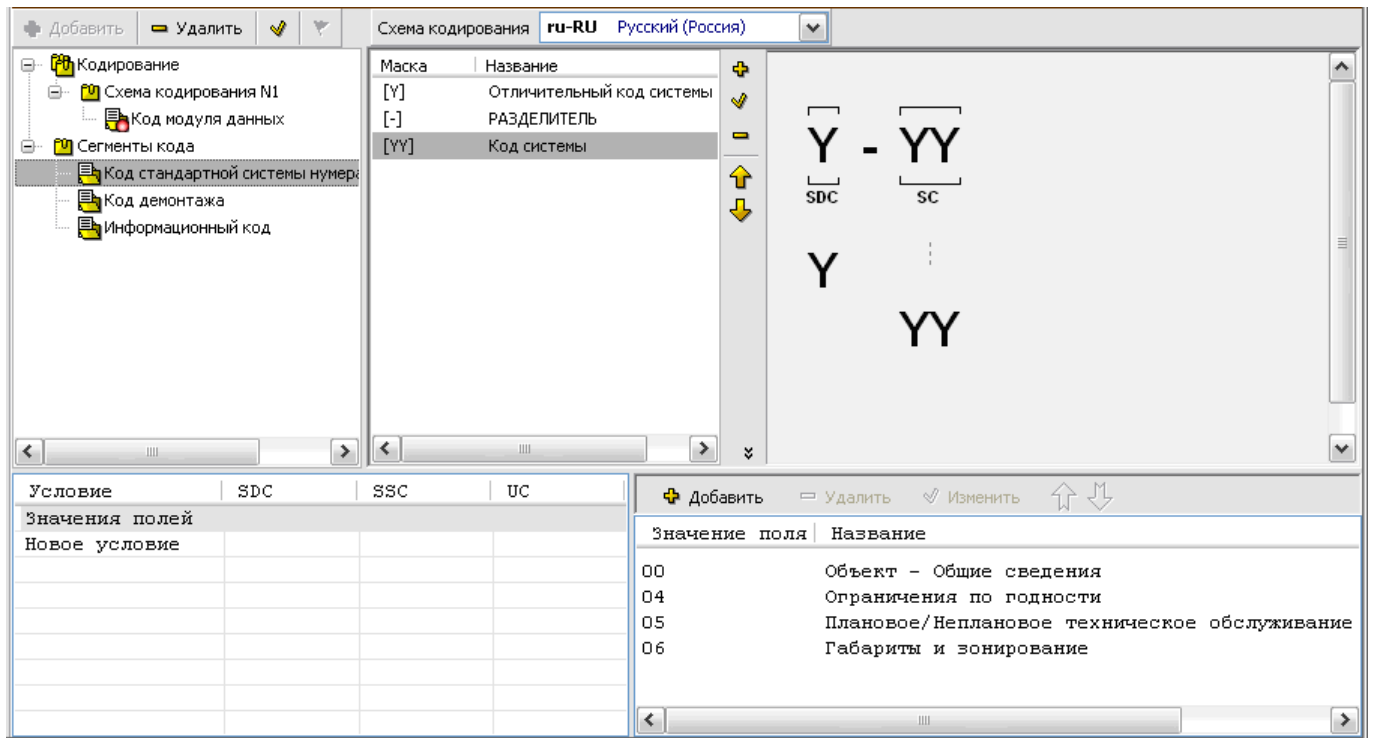 Добавить Удалить Схема кодирования ru-RU Русский (Россия)
Кодирование
Схема кодирования N1
Код модуля данных
Сегменты кода
Код стандартной системы нумера
Код демонтажа
Информационный код
Маска Название
[Y] Отличительный код системы
[-] РАЗДЕЛИТЕЛЬ
[YY] Код системы
Y - YY
SDC SC
Y
YY
Условие SDC SSC UC
Значения полей
Новое условие
Добавить Удалить Изменить
Значение поля Название
00 Объект - Общие сведения
04 Ограничения по годности
05 Плановое/Неплановое техническое обслуживание
06 Габариты и зонирование